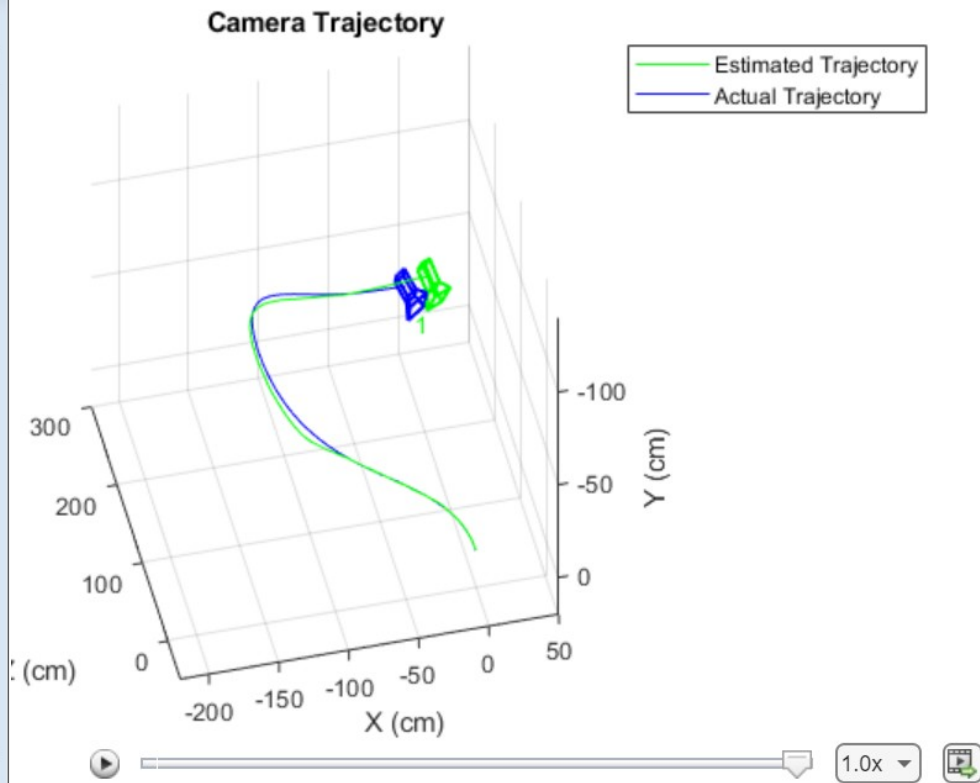 Camera Trajectory
Estimated Trajectory
Actual Trajectory
1
300
200
100
0
(cm)
-200
-150
-100
-50
0
50
X (cm)
-100
-50
0
Y (cm)
1.0x